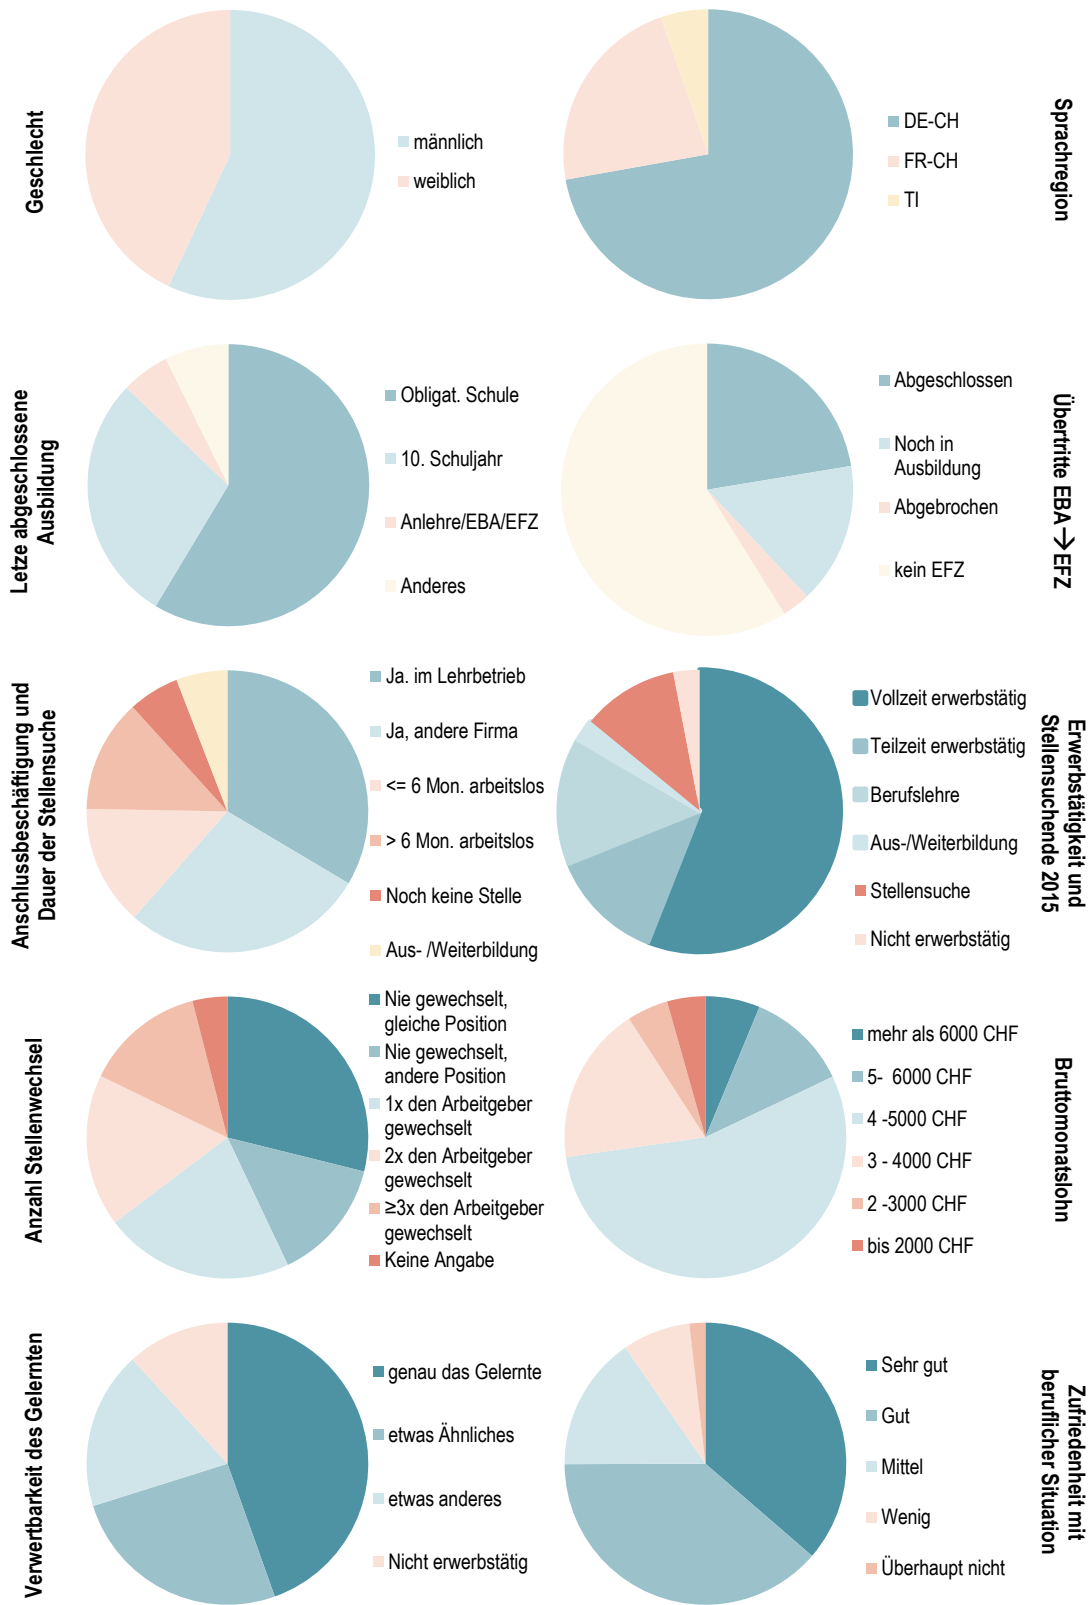 Geschlecht
männlich
weiblich
DE-CH
FR-CH
TI
Sprachregion
Letze abgeschlossene
Ausbildung
Obligat. Schule
10. Schuljahr
Anlehre/EBA/EFZ
Anderes
Abgeschlossen
Noch in
Ausbildung
Abgebrochen
kein EFZ
Übertritte EBA→EFZ
Anschlussbeschäftigung und
Dauer der Stellensuche
Ja. im Lehrbetrieb
Ja, andere Firma
<= 6 Mon. arbeitslos
> 6 Mon. arbeitslos
Noch keine Stelle
Aus- /Weiterbildung
Vollzeit erwerbstätig
Teilzeit erwerbstätig
Berufslehre
Aus-/Weiterbildung
Stellensuche
Nicht erwerbstätig
Erwerbstätigkeit und
Stellensuchende 2015
Anzahl Stellenwechsel
Nie gewechselt,
gleiche Position
Nie gewechselt,
andere Position
1x den Arbeitgeber
gewechselt
2x den Arbeitgeber
gewechselt
≥3x den Arbeitgeber
gewechselt
Keine Angabe
mehr als 6000 CHF
5- 6000 CHF
4 -5000 CHF
3 - 4000 CHF
2 -3000 CHF
bis 2000 CHF
Bruttomonatslohn
Verwertbarkeit des Gelernten
genau das Gelernte
etwas Ähnliches
etwas anderes
Nicht erwerbstätig
Sehr gut
Gut
Mittel
Wenig
Überhaupt nicht
Zufriedenheit mit
beruflicher Situation